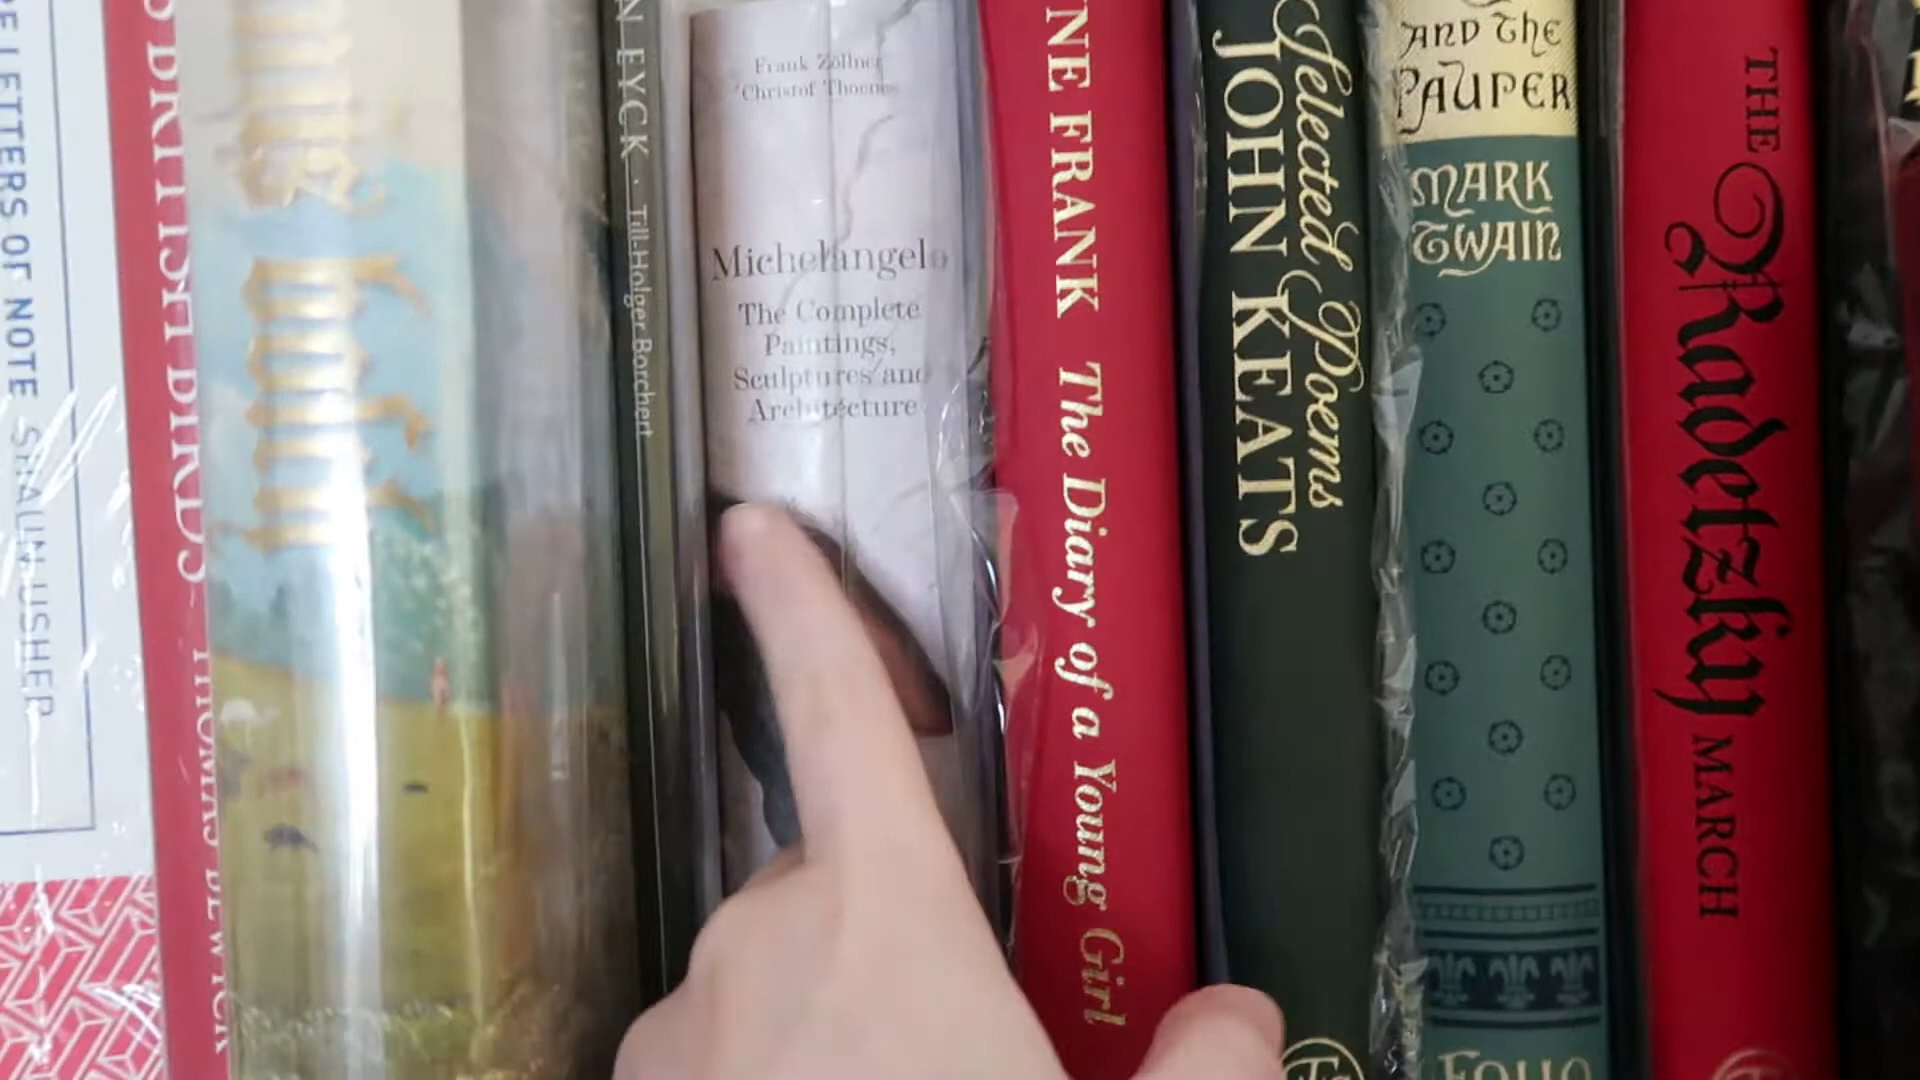 LETTERS OF NOTE SHAUN USHER
BRITISH BIRDS THOMAS BEWICK
EYCK · Till-Holger Borchert
Frank Zöllner
Christof Thoenes
Michelangelo
The Complete
Paintings,
Sculptures and
Architecture
NE FRANK The Diary of a Young Girl
Selected Poems
JOHN KEATS
AND THE
PAUPER
MARK
TWAIN
FOLIO
THE Radetzky MARCH